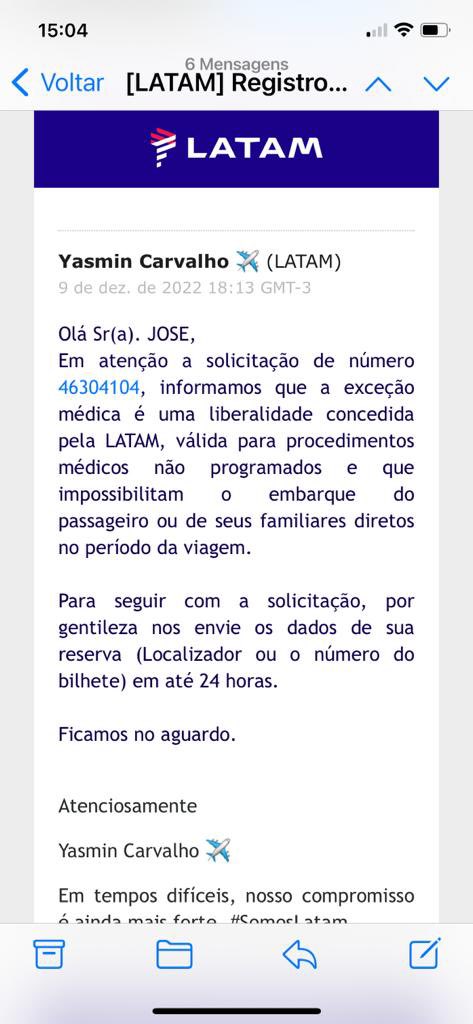 15:04
6 Mensagens
Voltar
[LATAM] Registro...
LATAM
Yasmin Carvalho ✈️ (LATAM)
9 de dez. de 2022 18:13 GMT-3
Olá Sr(a). JOSE,
Em atenção a solicitação de número
46304104, informamos que a exceção
médica é uma liberalidade concedida
pela LATAM, válida para procedimentos
médicos não programados e que
impossibilitam o embarque do
passageiro ou de seus familiares diretos
no período da viagem.
Para seguir com a solicitação, por
gentileza nos envie os dados de sua
reserva (Localizador ou o número do
bilhete) em até 24 horas.
Ficamos no aguardo.
Atenciosamente
Yasmin Carvalho ✈️
Em tempos difíceis, nosso compromisso
é ainda mais forte. #SomosLatam